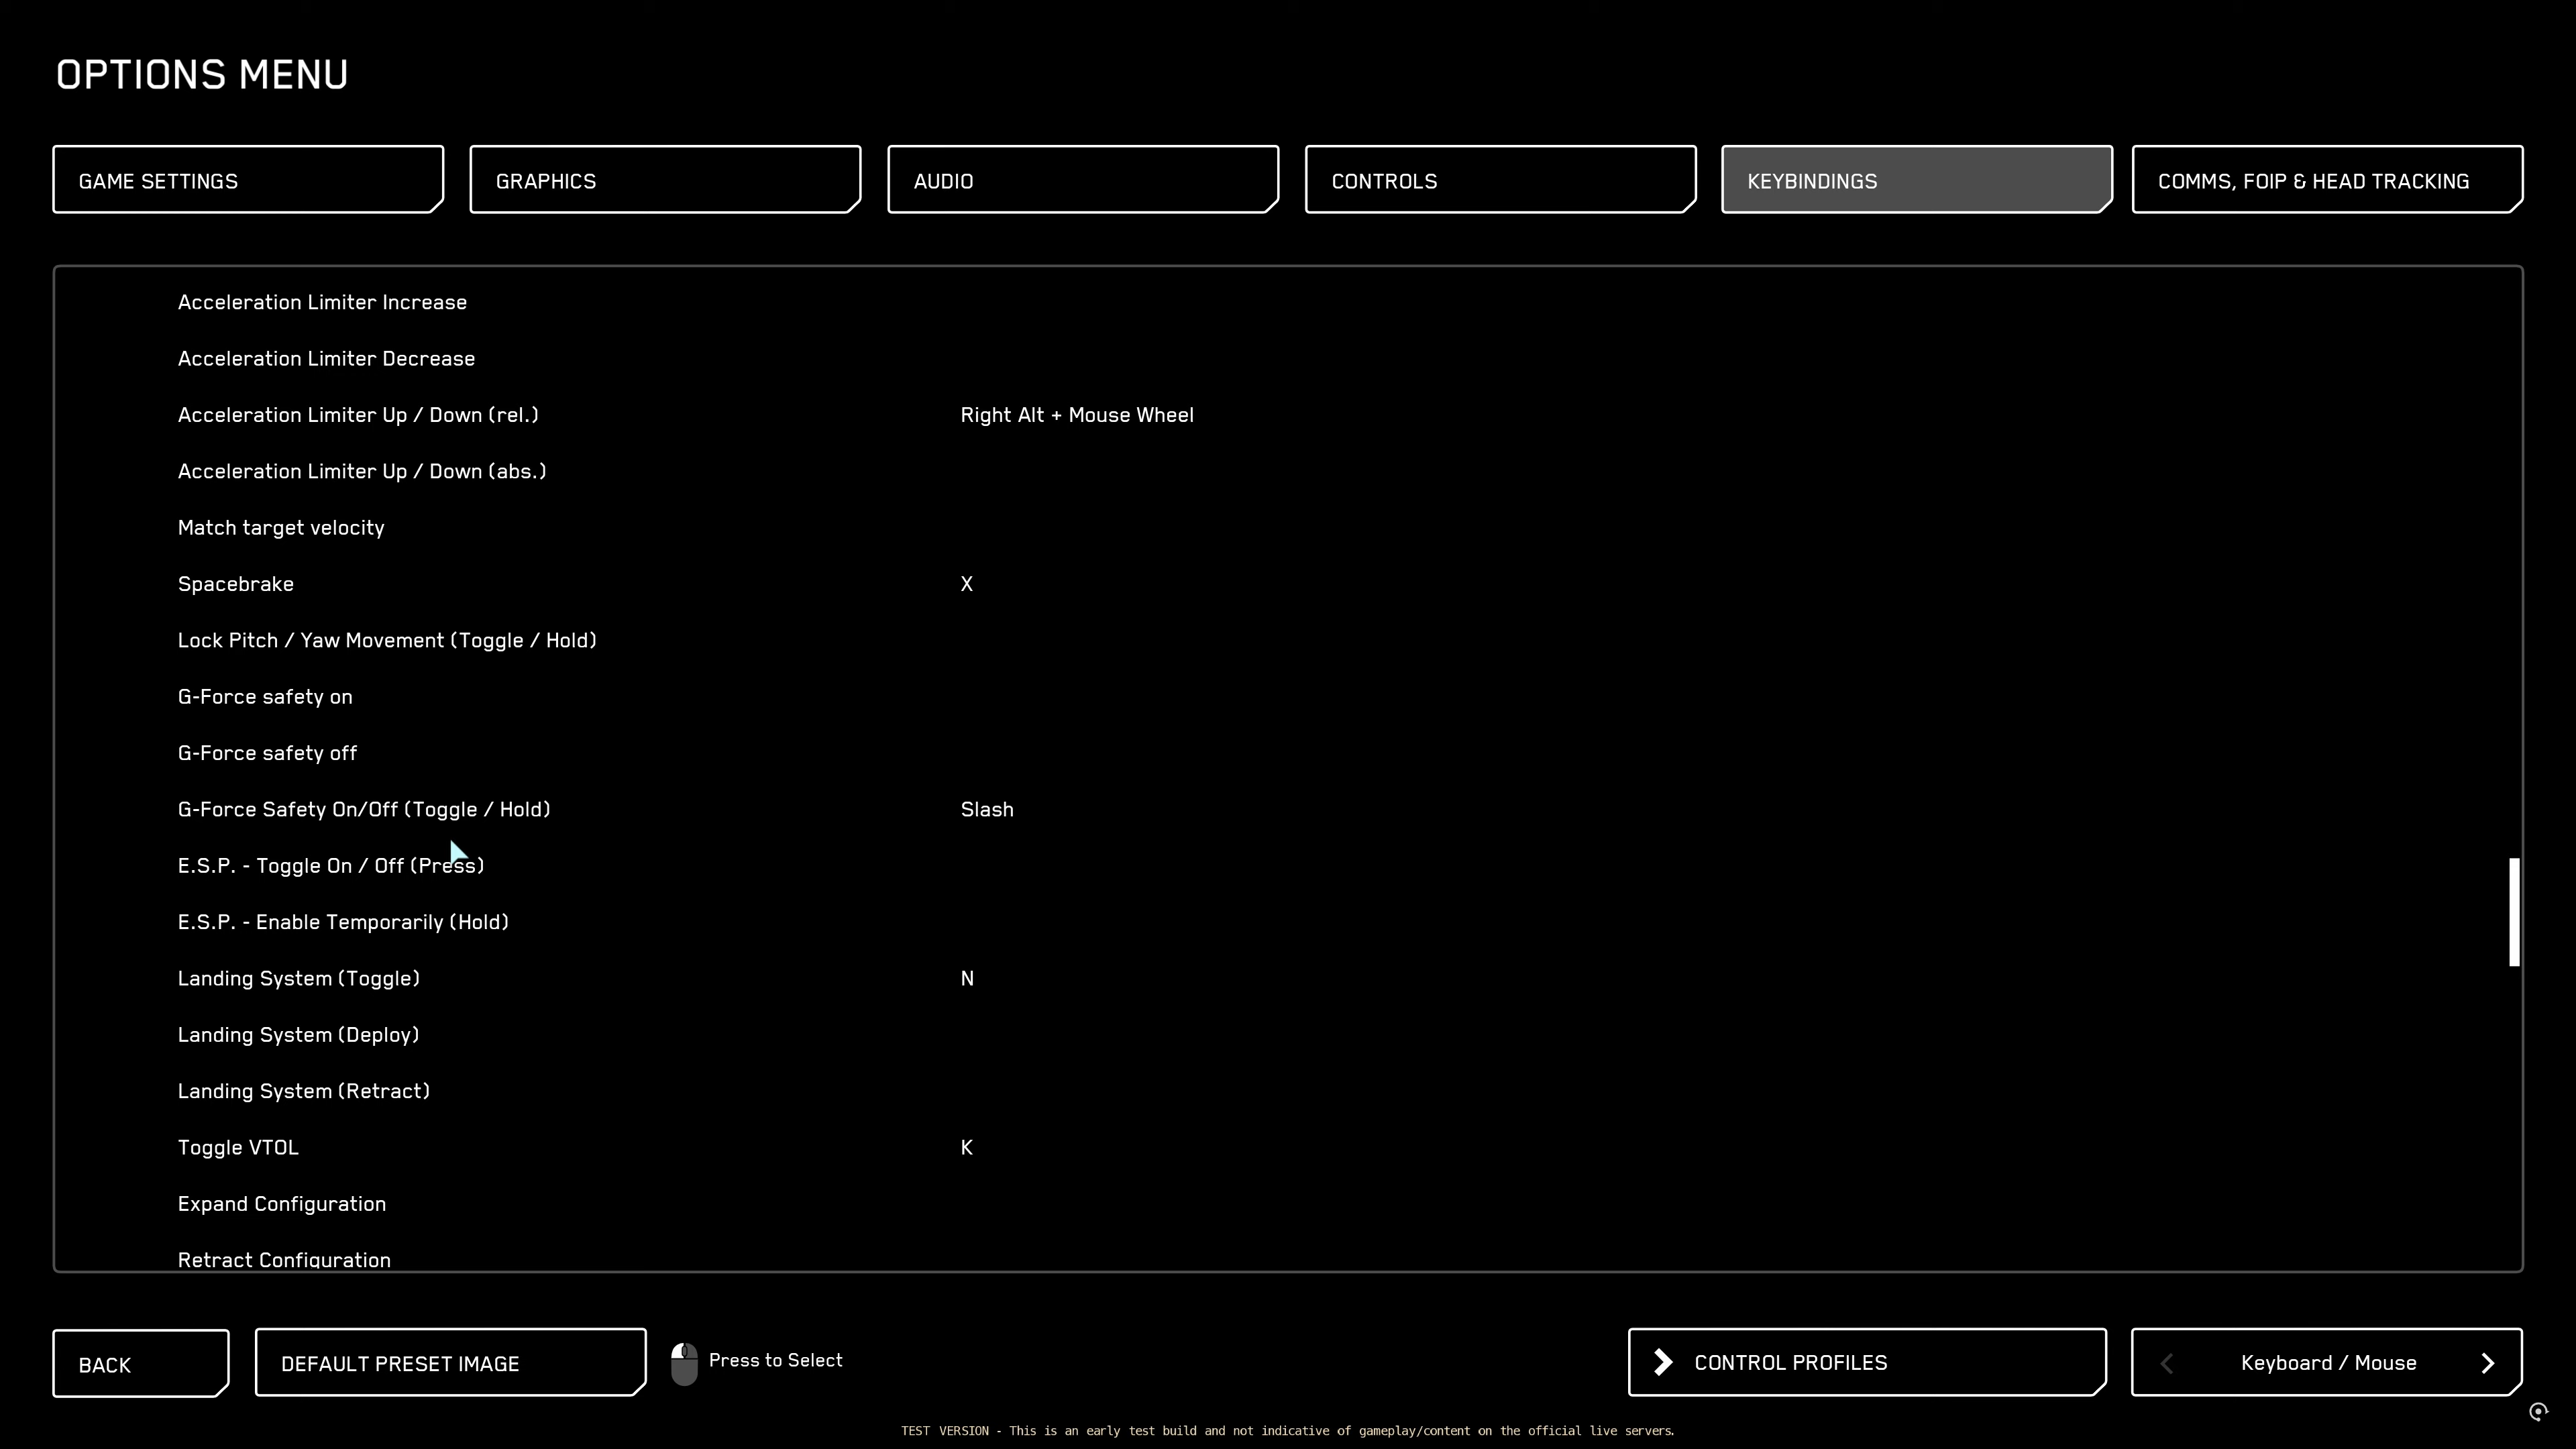 OPTIONS MENU
GAME SETTINGS
GRAPHICS
AUDIO
CONTROLS
KEYBINDINGS
COMMS, FOIP & HEAD TRACKING
Acceleration Limiter Increase
Acceleration Limiter Decrease
Acceleration Limiter Up / Down (rel.) Right Alt + Mouse Wheel
Acceleration Limiter Up / Down (abs.)
Match target velocity
Spacebrake X
Lock Pitch / Yaw Movement (Toggle / Hold)
G-Force safety on
G-Force safety off
G-Force Safety On/Off (Toggle / Hold) Slash
E.S.P. - Toggle On / Off (Press)
E.S.P. - Enable Temporarily (Hold)
Landing System (Toggle) N
Landing System (Deploy)
Landing System (Retract)
Toggle VTOL K
Expand Configuration
Retract Configuration
BACK
DEFAULT PRESET IMAGE
Press to Select
CONTROL PROFILES
Keyboard / Mouse
TEST VERSION - This is an early test build and not indicative of gameplay/content on the official live servers.